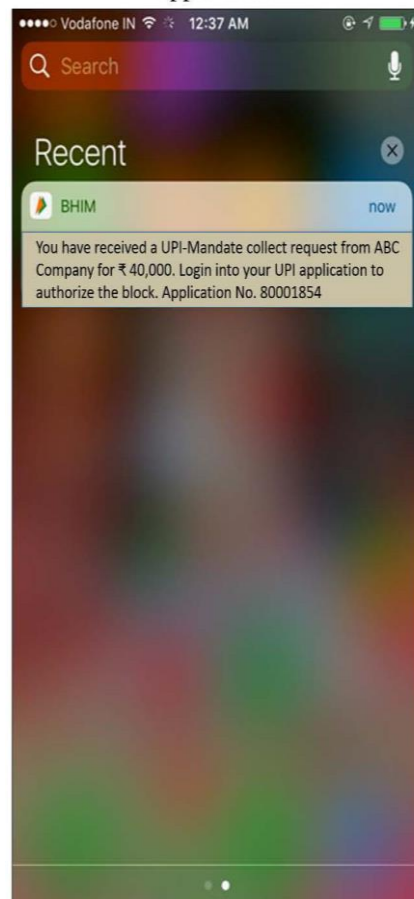 Vodafone IN 12:37 AM
Search
Recent
BHIM now
You have received a UPI-Mandate collect request from ABC
Company for ₹ 40,000. Login into your UPI application to
authorize the block. Application No. 80001854